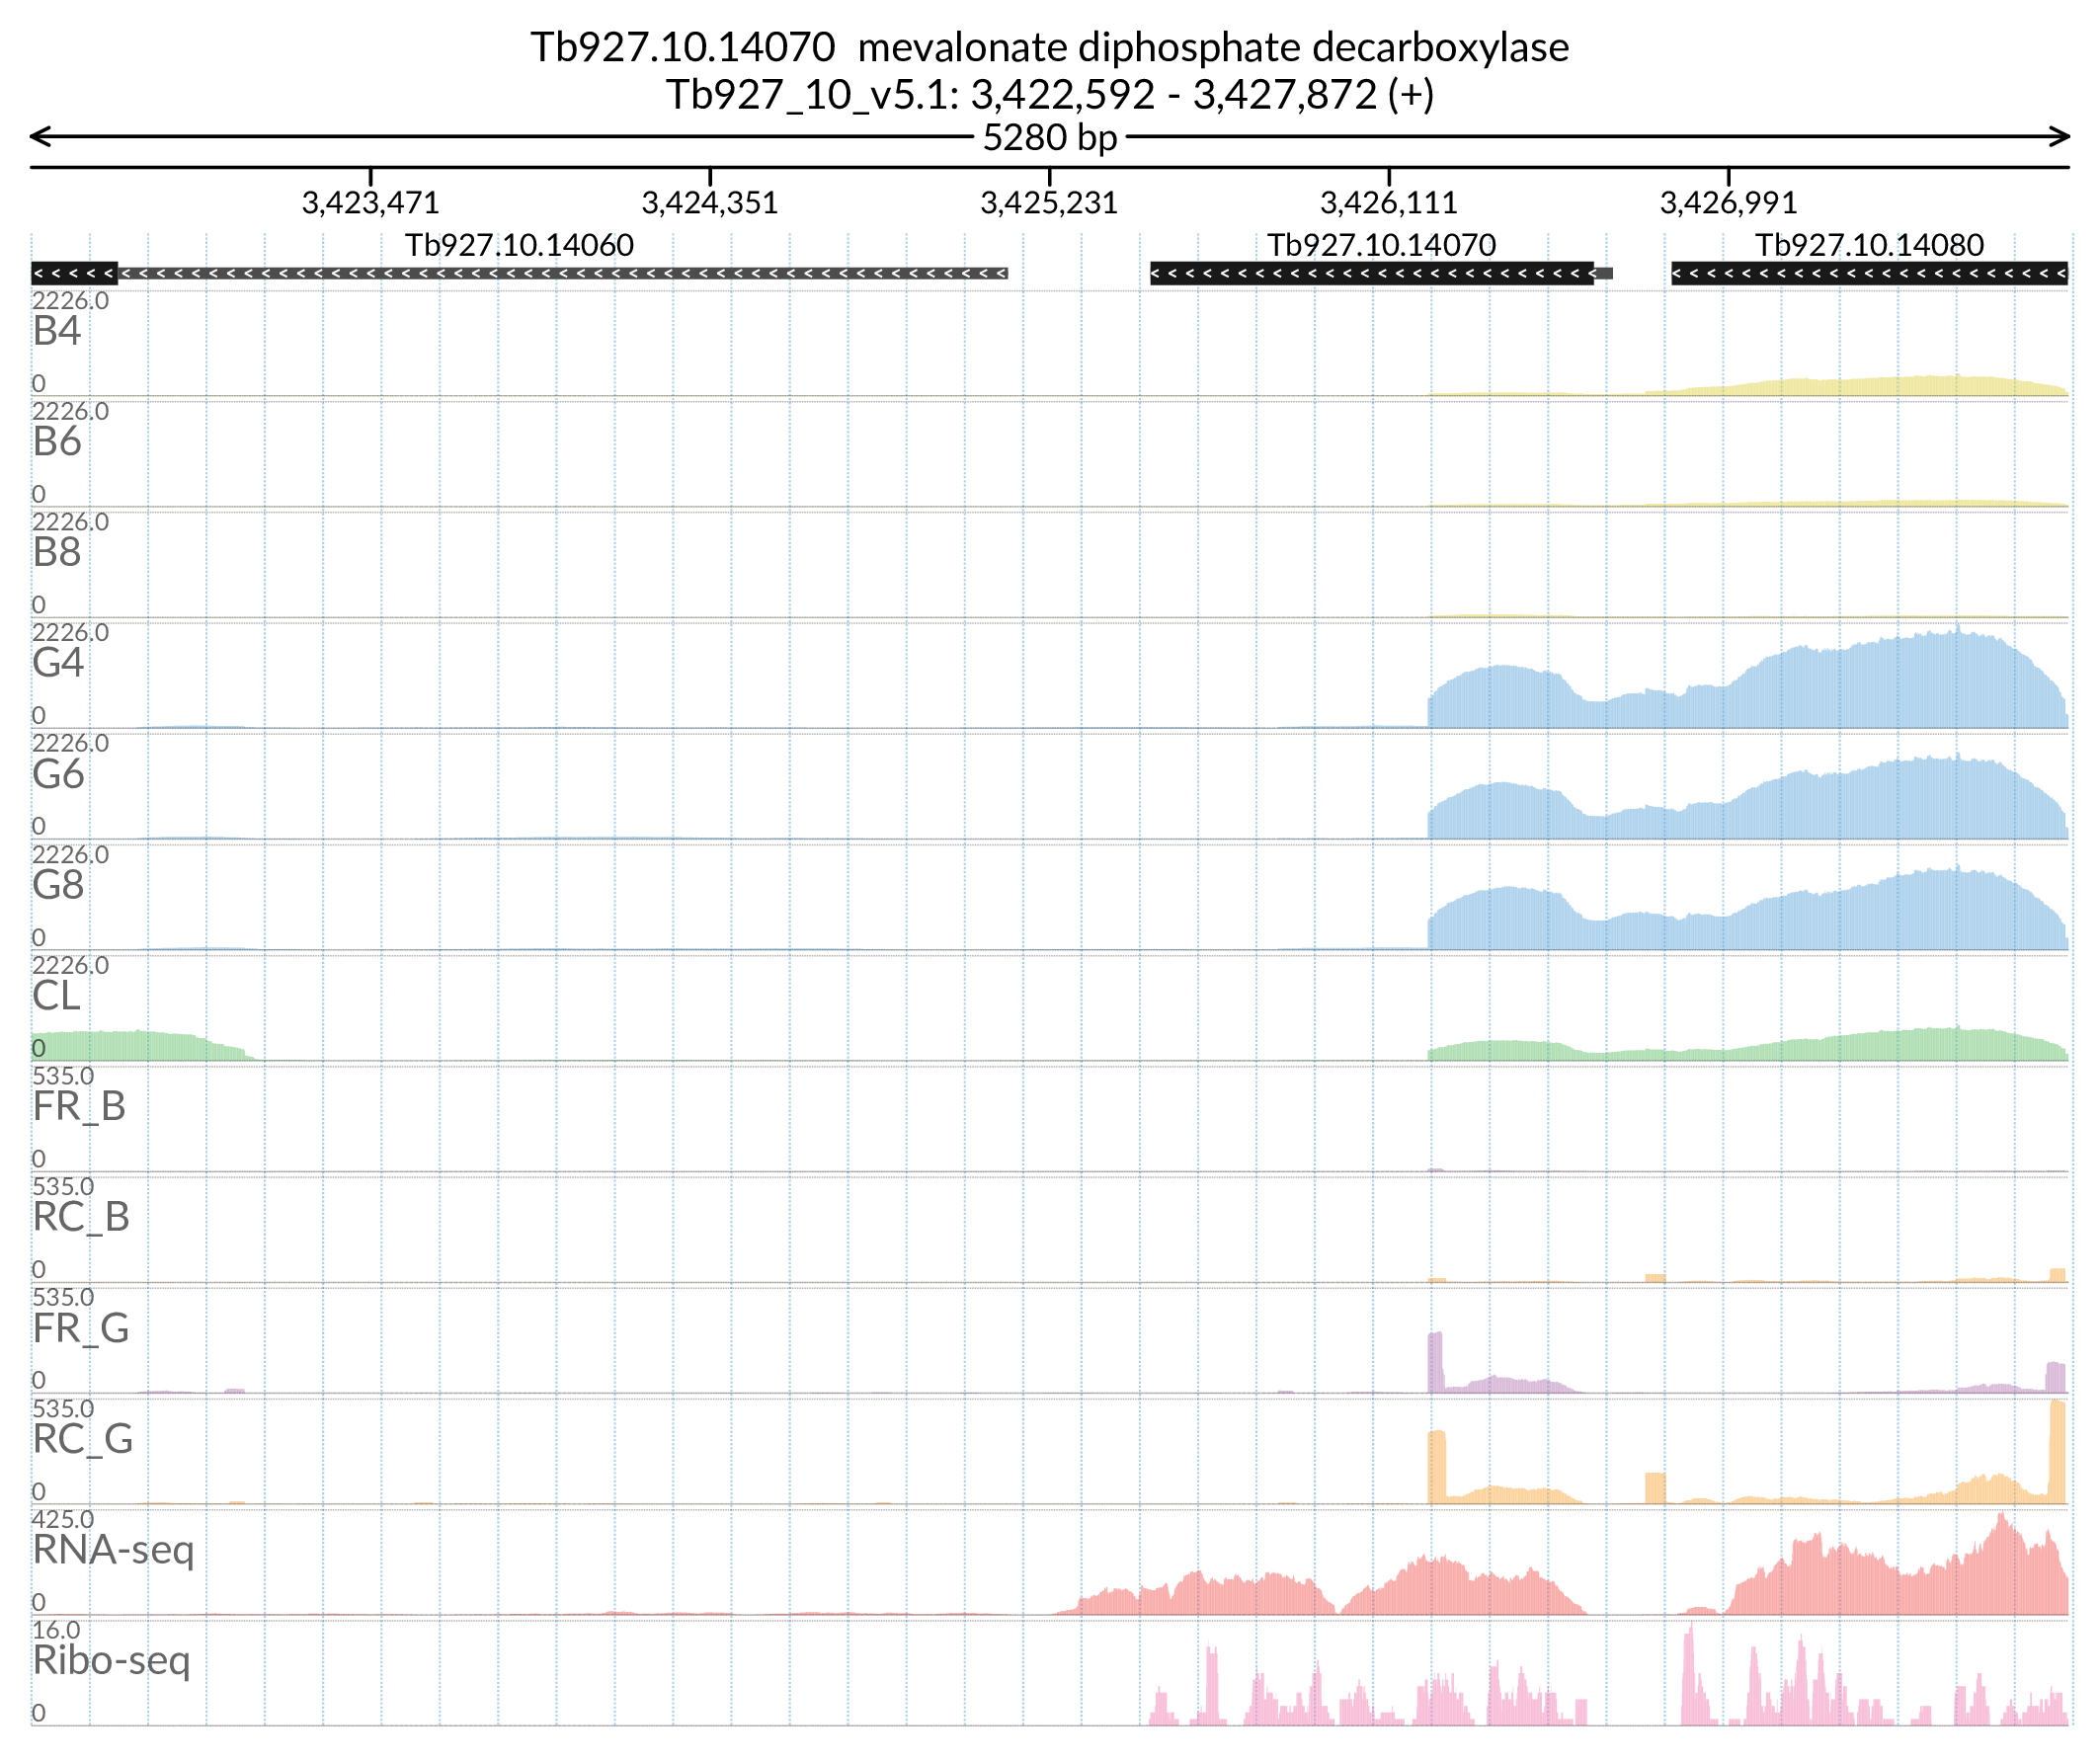 Tb927.10.14070 mevalonate diphosphate decarboxylase
Tb927_10_v5.1: 3,422,592 - 3,427,872 (+)
5280 bp
3,423,471 3,424,351 3,425,231 3,426,111 3,426,991
Tb927.10.14060 Tb927.10.14070 Tb927.10.14080
2226.0
B4
0
2226.0
B6
0
2226.0
B8
0
2226.0
G4
0
2226.0
G6
0
2226.0
G8
0
2226.0
CL
0
535.0
FR_B
0
535.0
RC_B
0
535.0
FR_G
0
535.0
RC_G
0
425.0
RNA-seq
0
16.0
Ribo-seq
0